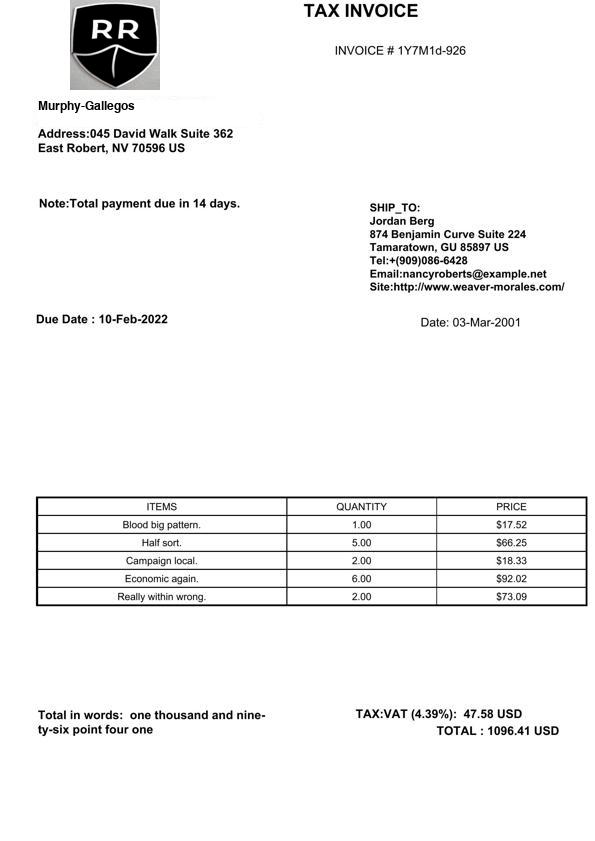 RR
TAX INVOICE
INVOICE # 1Y7M1d-926
Murphy-Gallegos
Address:045 David Walk Suite 362
East Robert, NV 70596 US
Note:Total payment due in 14 days.
SHIP_TO:
Jordan Berg
874 Benjamin Curve Suite 224
Tamaratown, GU 85897 US
Tel:+(909)086-6428
Email:nancyroberts@example.net
Site:http://www.weaver-morales.com/
Due Date : 10-Feb-2022
Date: 03-Mar-2001
ITEMS QUANTITY PRICE
Blood big pattern. 1.00 $17.52
Half sort. 5.00 $66.25
Campaign local. 2.00 $18.33
Economic again. 6.00 $92.02
Really within wrong. 2.00 $73.09
Total in words: one thousand and nine-
ty-six point four one
TAX:VAT (4.39%): 47.58 USD
TOTAL : 1096.41 USD